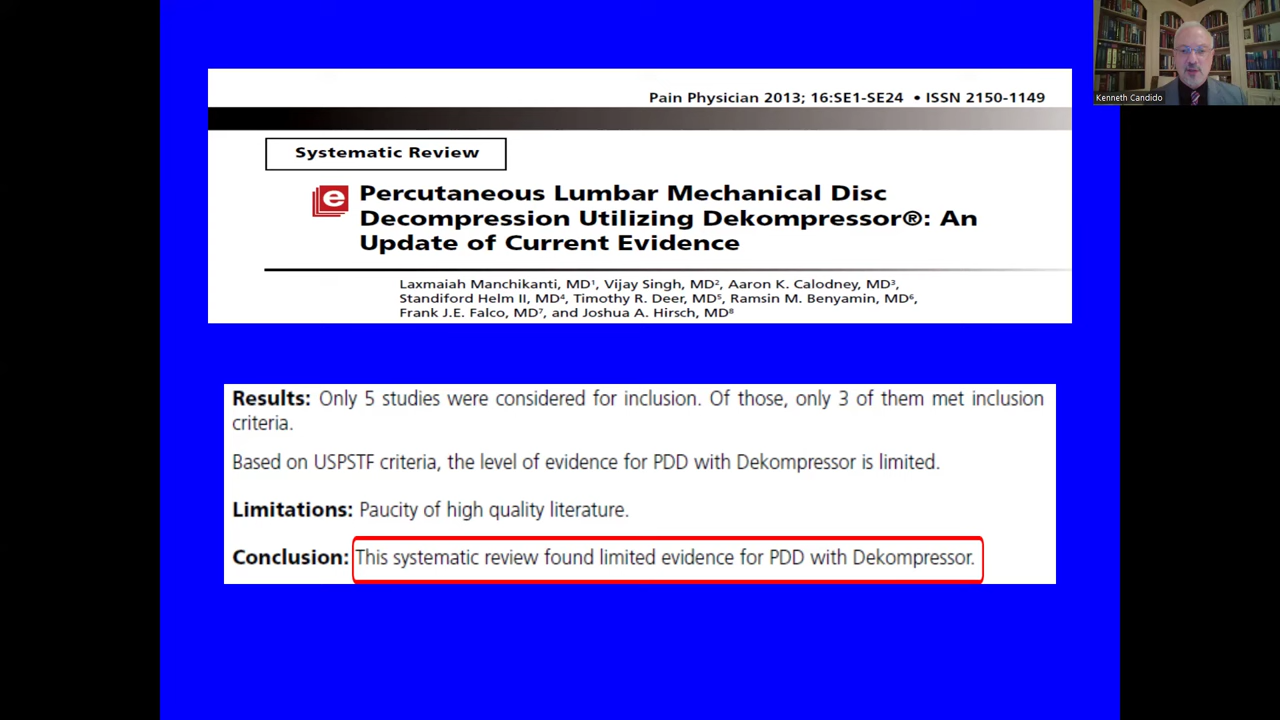 Kenneth Candido
Pain Physician 2013; 16:SE1-SE24 • ISSN 2150-1149
Systematic Review
e
Percutaneous Lumbar Mechanical Disc
Decompression Utilizing Dekompressor®: An
Update of Current Evidence
Laxmaiah Manchikanti, MD¹, Vijay Singh, MD², Aaron K. Calodney, MD³,
Standiford Helm II, MD⁴, Timothy R. Deer, MD⁵, Ramsin M. Benyamin, MD⁶,
Frank J.E. Falco, MD⁷, and Joshua A. Hirsch, MD⁸
Results: Only 5 studies were considered for inclusion. Of those, only 3 of them met inclusion
criteria.
Based on USPSTF criteria, the level of evidence for PDD with Dekompressor is limited.
Limitations: Paucity of high quality literature.
Conclusion: This systematic review found limited evidence for PDD with Dekompressor.